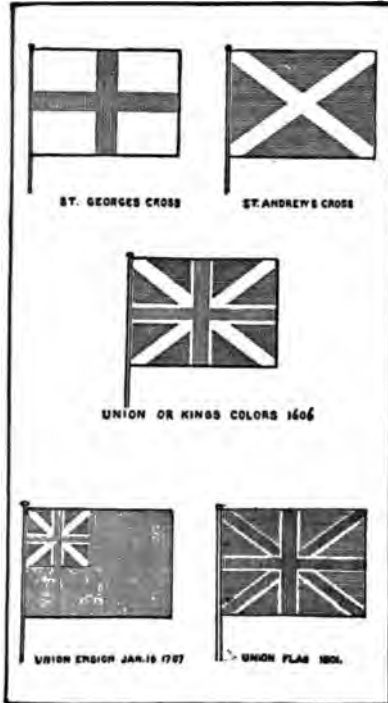 ST. GEORGES CROSS
ST. ANDREWS CROSS
UNION OR KINGS COLORS 1606
UNION ENSIGN JAN. 16 1707
UNION FLAG 1801.